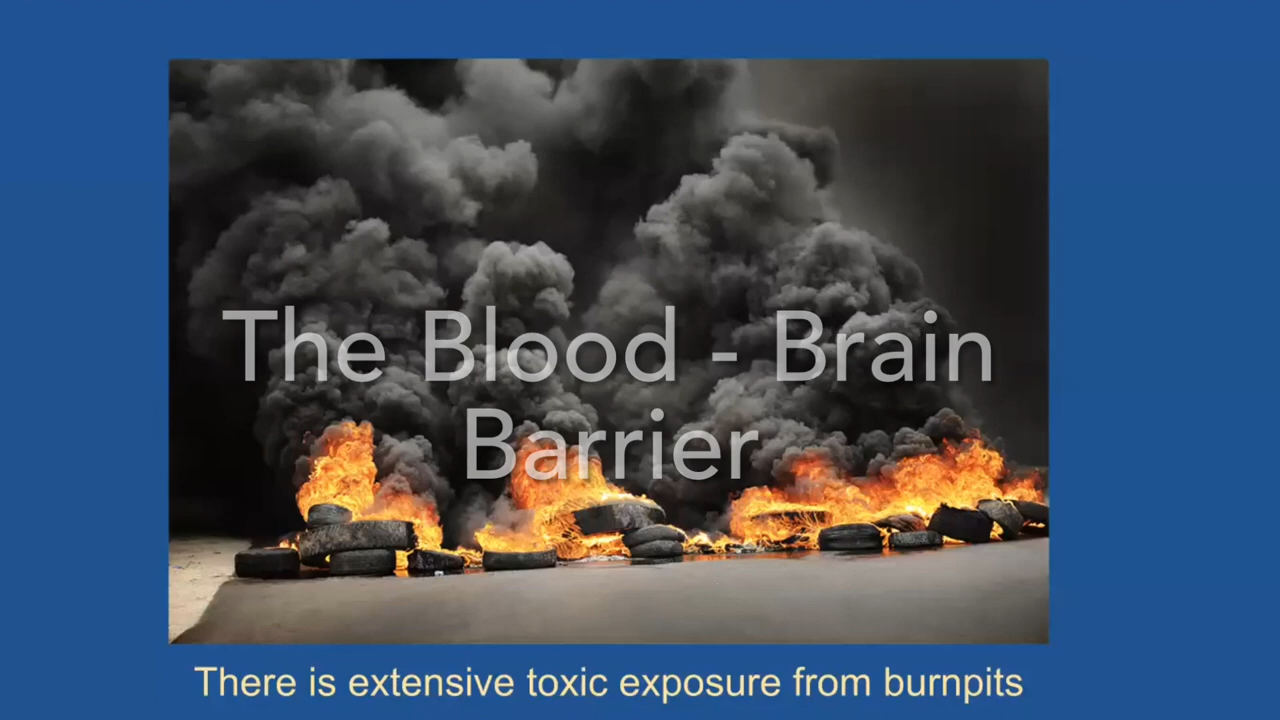 The Blood - Brain
Barrier
There is extensive toxic exposure from burnpits